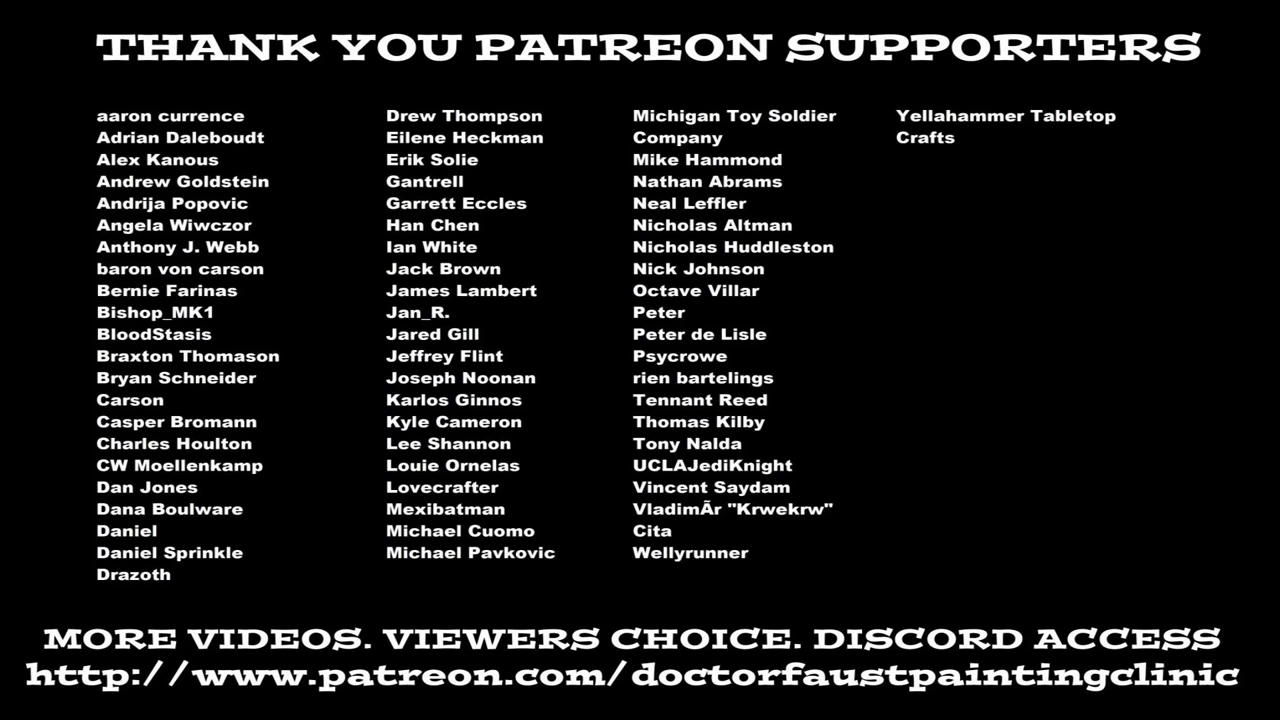 THANK YOU PATREON SUPPORTERS
aaron currence
Adrian Daleboudt
Alex Kanous
Andrew Goldstein
Andrija Popovic
Angela Wiwczor
Anthony J. Webb
baron von carson
Bernie Farinas
Bishop_MK1
BloodStasis
Braxton Thomason
Bryan Schneider
Carson
Casper Bromann
Charles Houlton
CW Moellenkamp
Dan Jones
Dana Boulware
Daniel
Daniel Sprinkle
Drazoth
Drew Thompson
Eilene Heckman
Erik Solie
Gantrell
Garrett Eccles
Han Chen
Ian White
Jack Brown
James Lambert
Jan_R.
Jared Gill
Jeffrey Flint
Joseph Noonan
Karlos Ginnos
Kyle Cameron
Lee Shannon
Louie Ornelas
Lovecrafter
Mexibatman
Michael Cuomo
Michael Pavkovic
Michigan Toy Soldier
Company
Mike Hammond
Nathan Abrams
Neal Leffler
Nicholas Altman
Nicholas Huddleston
Nick Johnson
Octave Villar
Peter
Peter de Lisle
Psycrowe
rien bartelings
Tennant Reed
Thomas Kilby
Tony Nalda
UCLAJediKnight
Vincent Saydam
VladimÃr "Krwekrw"
Cita
Wellyrunner
Yellahammer Tabletop
Crafts
MORE VIDEOS. VIEWERS CHOICE. DISCORD ACCESS
http://www.patreon.com/doctorfaustpaintingclinic